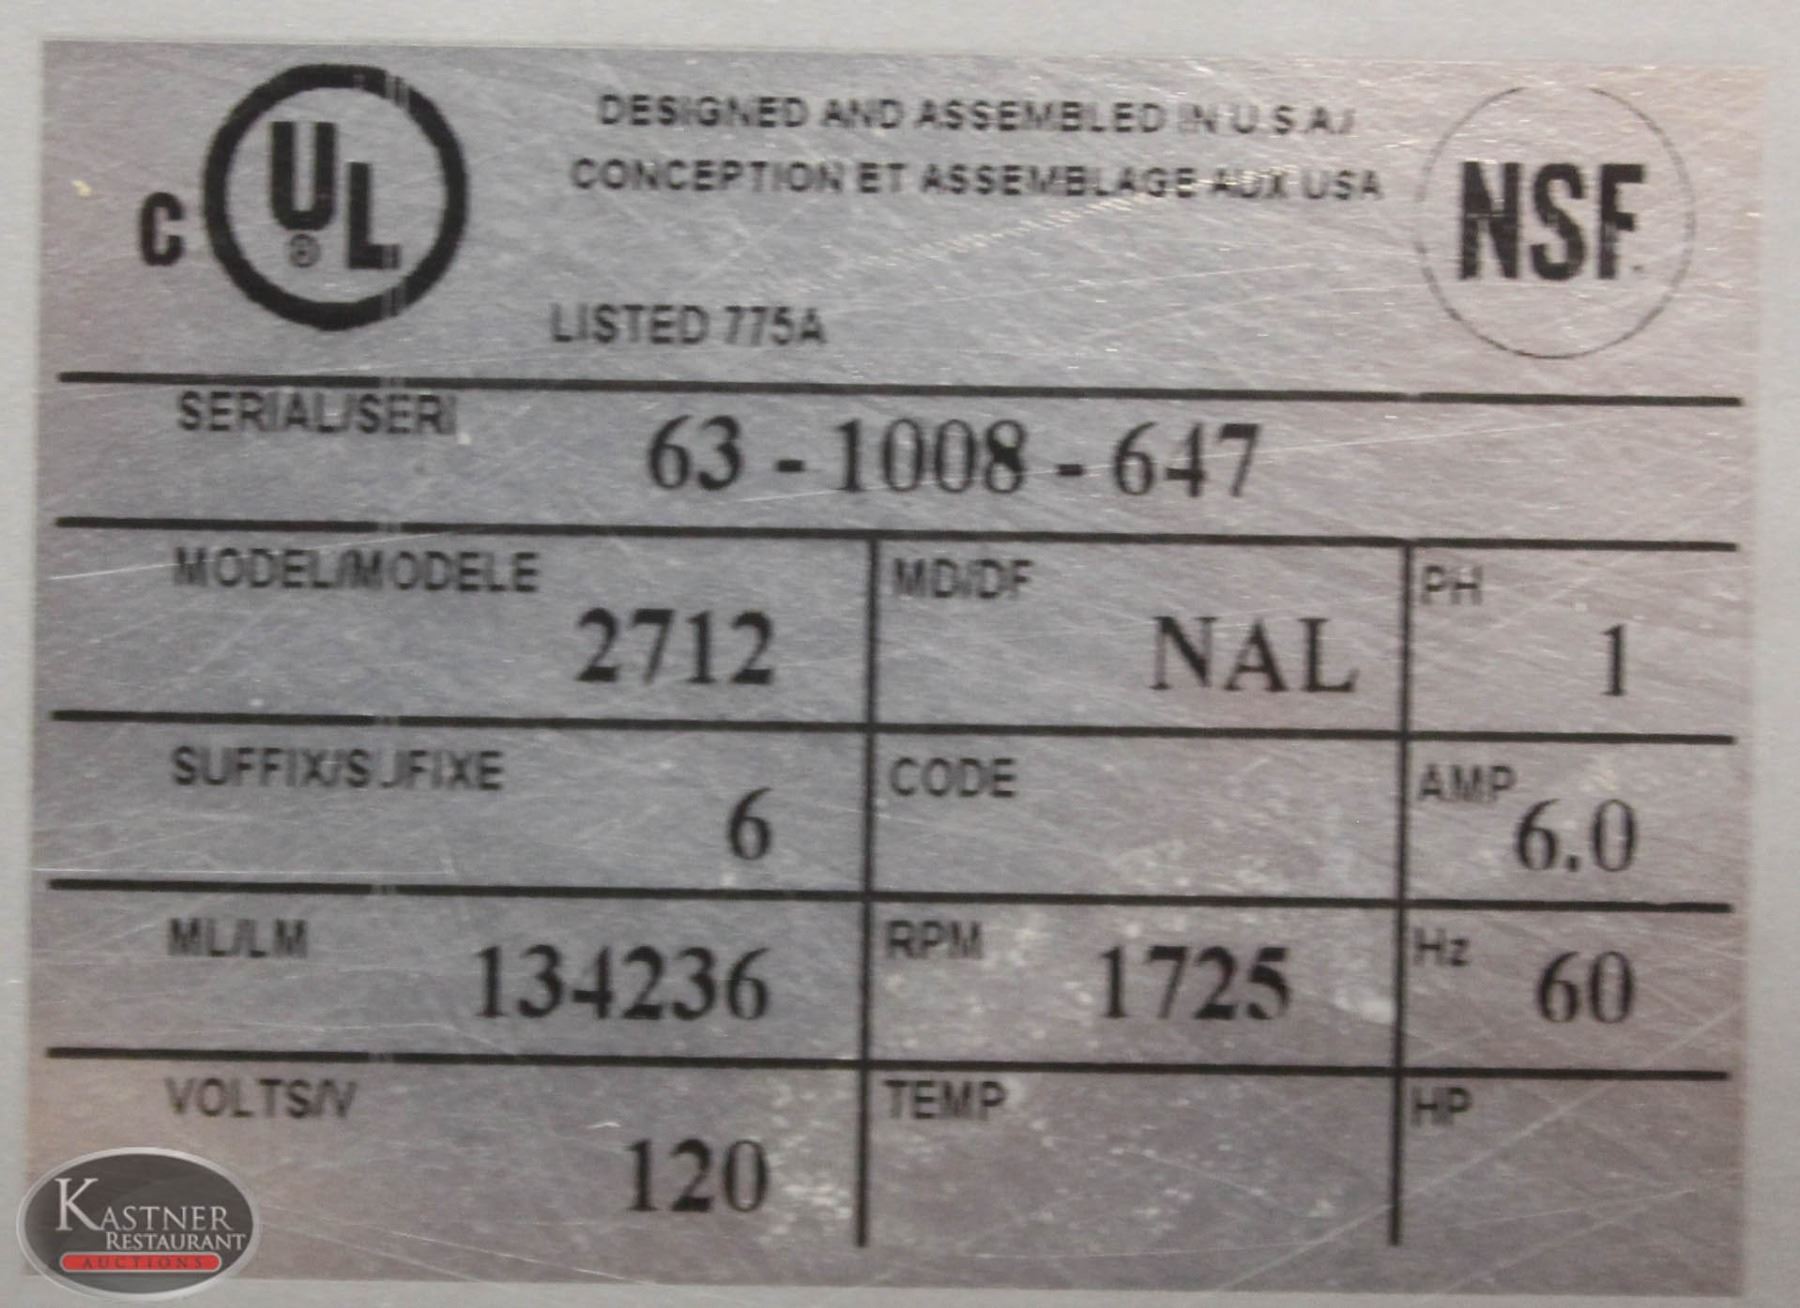 C UL ®
DESIGNED AND ASSEMBLED IN U.S.A./
CONCEPTION ET ASSEMBLAGE AUX USA
NSF
LISTED 775A
SERIAL/SERI
63 - 1008 - 647
MODEL/MODELE
2712
MD/DF
NAL
PH
1
SUFFIX/SUFIXE
6
CODE
AMP
6.0
ML/LM
134236
RPM
1725
Hz
60
VOLTS/V
120
TEMP
HP
KASTNER
RESTAURANT
AUCTIONS